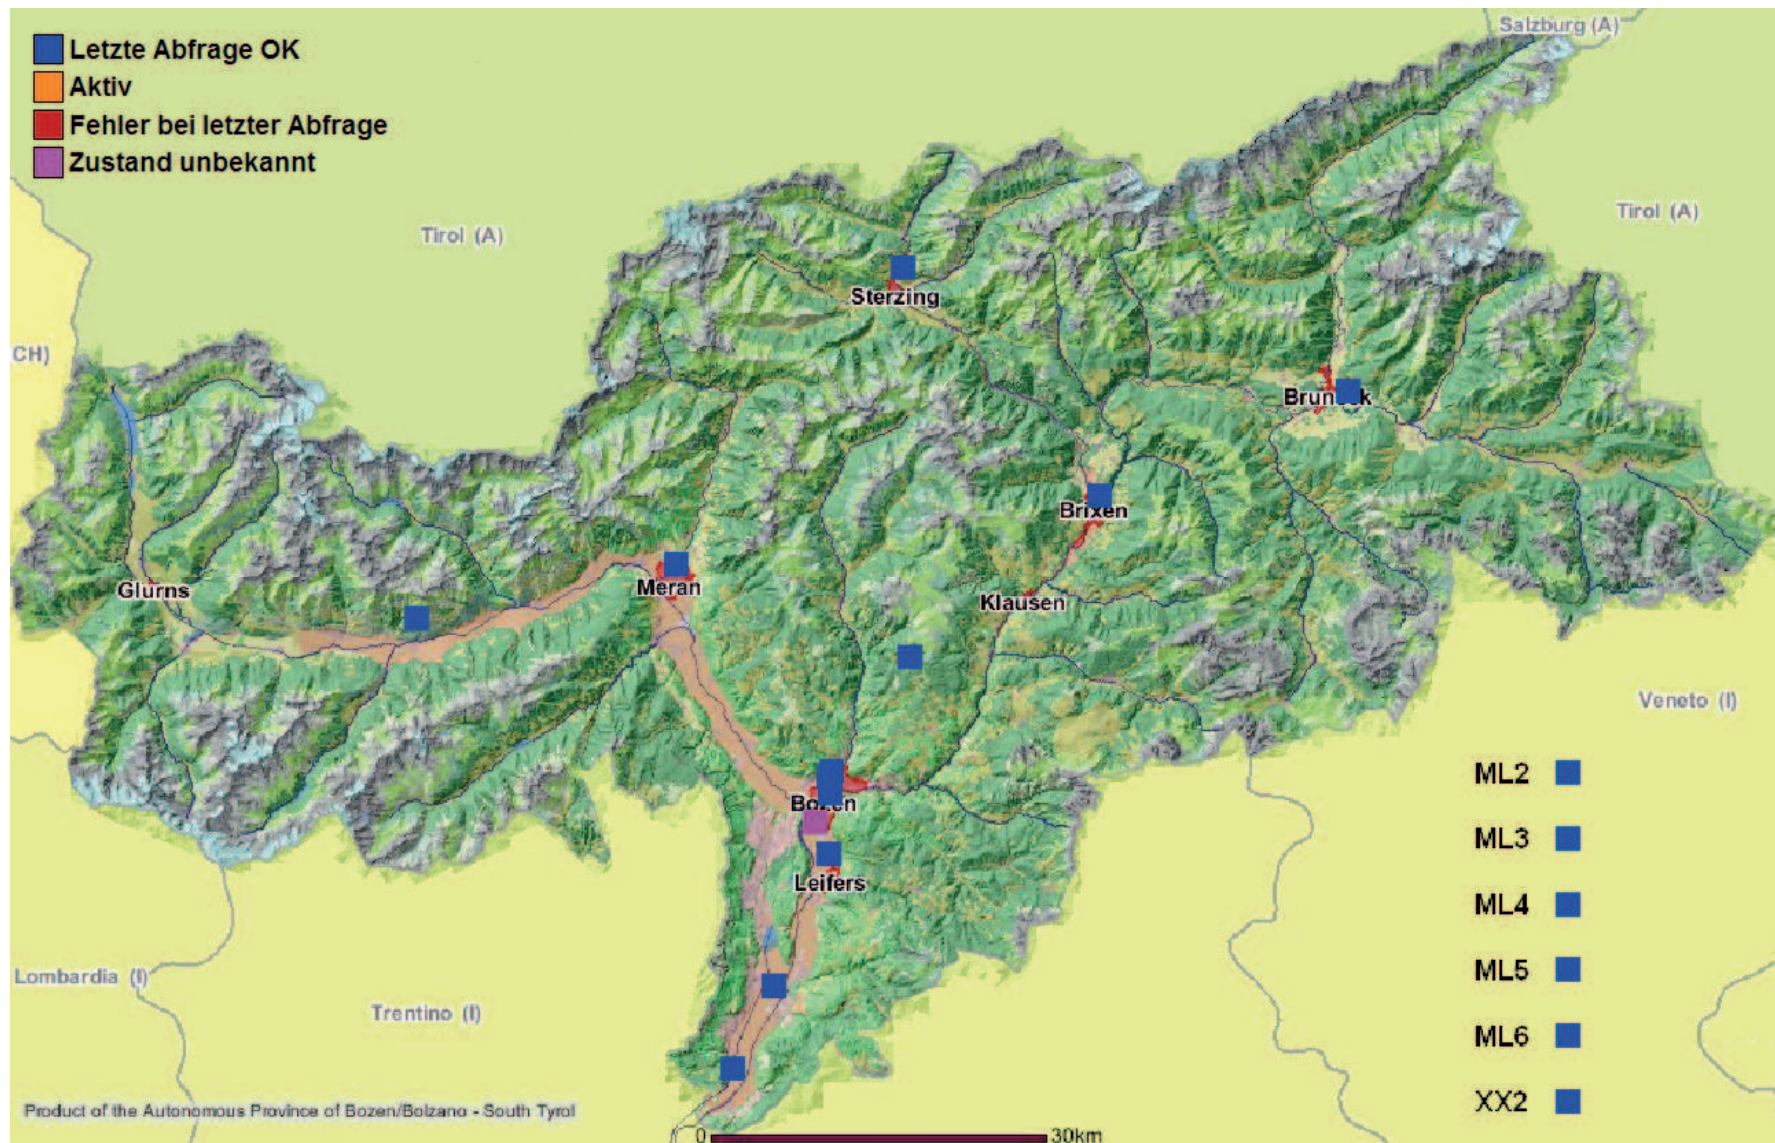 Letzte Abfrage OK
Aktiv
Fehler bei letzter Abfrage
Zustand unbekannt
Salzburg (A)
Tirol (A)
Tirol (A)
Sterzing
CH)
Bruneck
Brixen
Glurns
Meran
Klausen
Veneto (I)
ML2
Bozen
ML3
Leifers
ML4
Lombardia (I)
ML5
Trentino (I)
ML6
XX2
Product of the Autonomous Province of Bozen/Bolzano - South Tyrol
0 30km